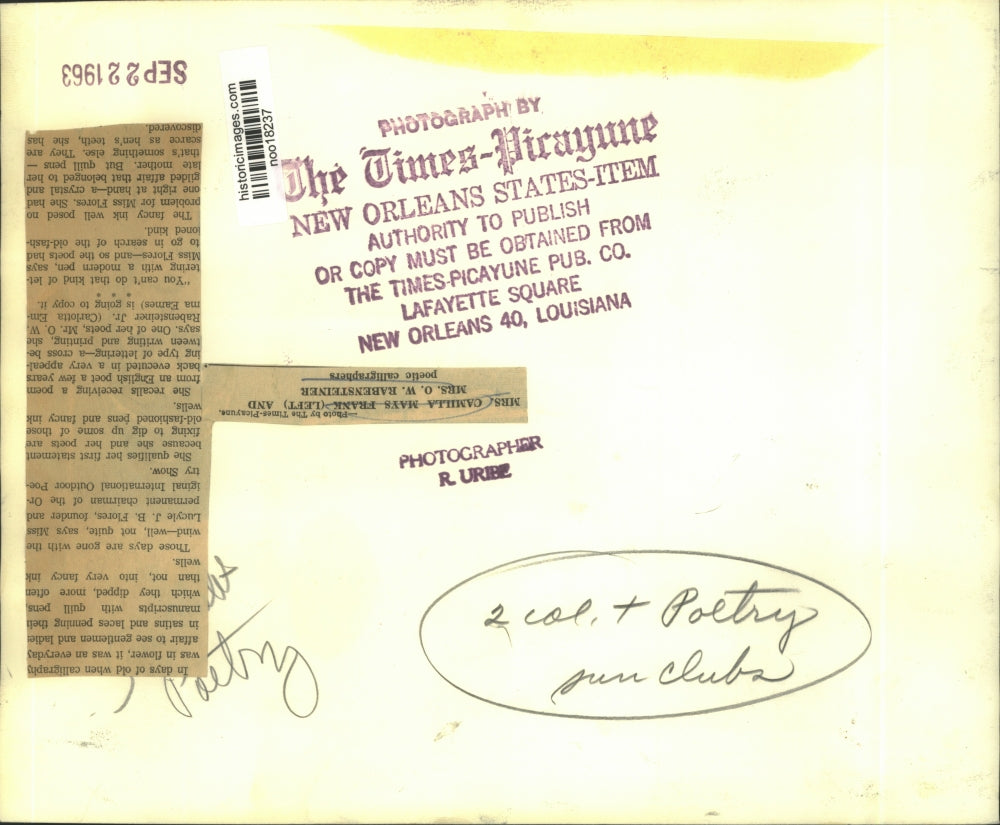 SEP 22 1963
historicimages.com
noo18237
PHOTOGRAPH BY
The Times-Picayune
NEW ORLEANS STATES-ITEM
AUTHORITY TO PUBLISH
OR COPY MUST BE OBTAINED FROM
THE TIMES-PICAYUNE PUB. CO.
LAFAYETTE SQUARE
NEW ORLEANS 40, LOUISIANA
—Photo by The Times-Picayune.
MRS. CAMILLA MAYS FRANK (LEFT) AND
MRS. O. W. RABENSTEINER
poetic calligraphers
PHOTOGRAPHER
R. URIBE
In days of old when calligraphy
was in flower, it was an everyday
affair to see gentlemen and ladies
in satins and laces penning their
manuscripts with quill pens,
which they dipped, more often
than not, into very fancy ink
wells.
Those days are gone with the
wind—well, not quite, says Miss
Lucyle J. B. Flores, founder and
permanent chairman of the Or-
iginal International Outdoor Poe-
try Show.
She qualifies her first statement
because she and her poets are
fixing to dig up some of those
old-fashioned pens and fancy ink
wells.
She recalls receiving a poem
from an English poet a few years
back executed in a very appeal-
ing type of lettering—a cross be-
tween writing and printing, she
says. One of her poets, Mr. O. W.
Rabensteiner Jr. (Carlotta Em-
ma Earnes) is going to copy it.
* * *
"You can't do that kind of let-
tering with a modern pen, says
Miss Flores—and so the poets had
to go in search of the old-fash-
ioned kind.
The fancy ink well posed no
problem for Miss Flores. She had
one right at hand—a crystal and
gilded affair that belonged to her
late mother. But quill pens —
that's something else. They are
scarce as hen's teeth, she has
discovered.
Poetry
2 col. + Poetry
sun Clubs